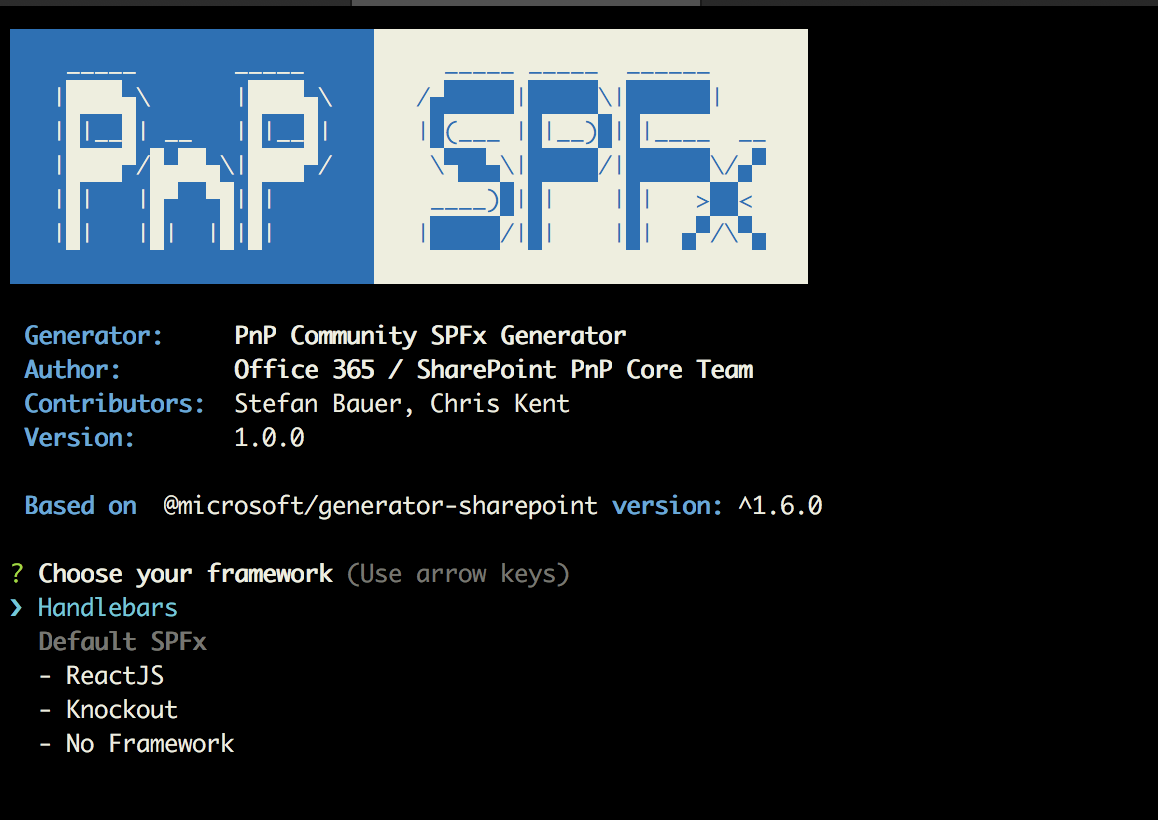 PnP SPFx
Generator: PnP Community SPFx Generator
Author: Office 365 / SharePoint PnP Core Team
Contributors: Stefan Bauer, Chris Kent
Version: 1.0.0
Based on @microsoft/generator-sharepoint version: ^1.6.0
? Choose your framework (Use arrow keys)
❯ Handlebars
Default SPFx
- ReactJS
- Knockout
- No Framework